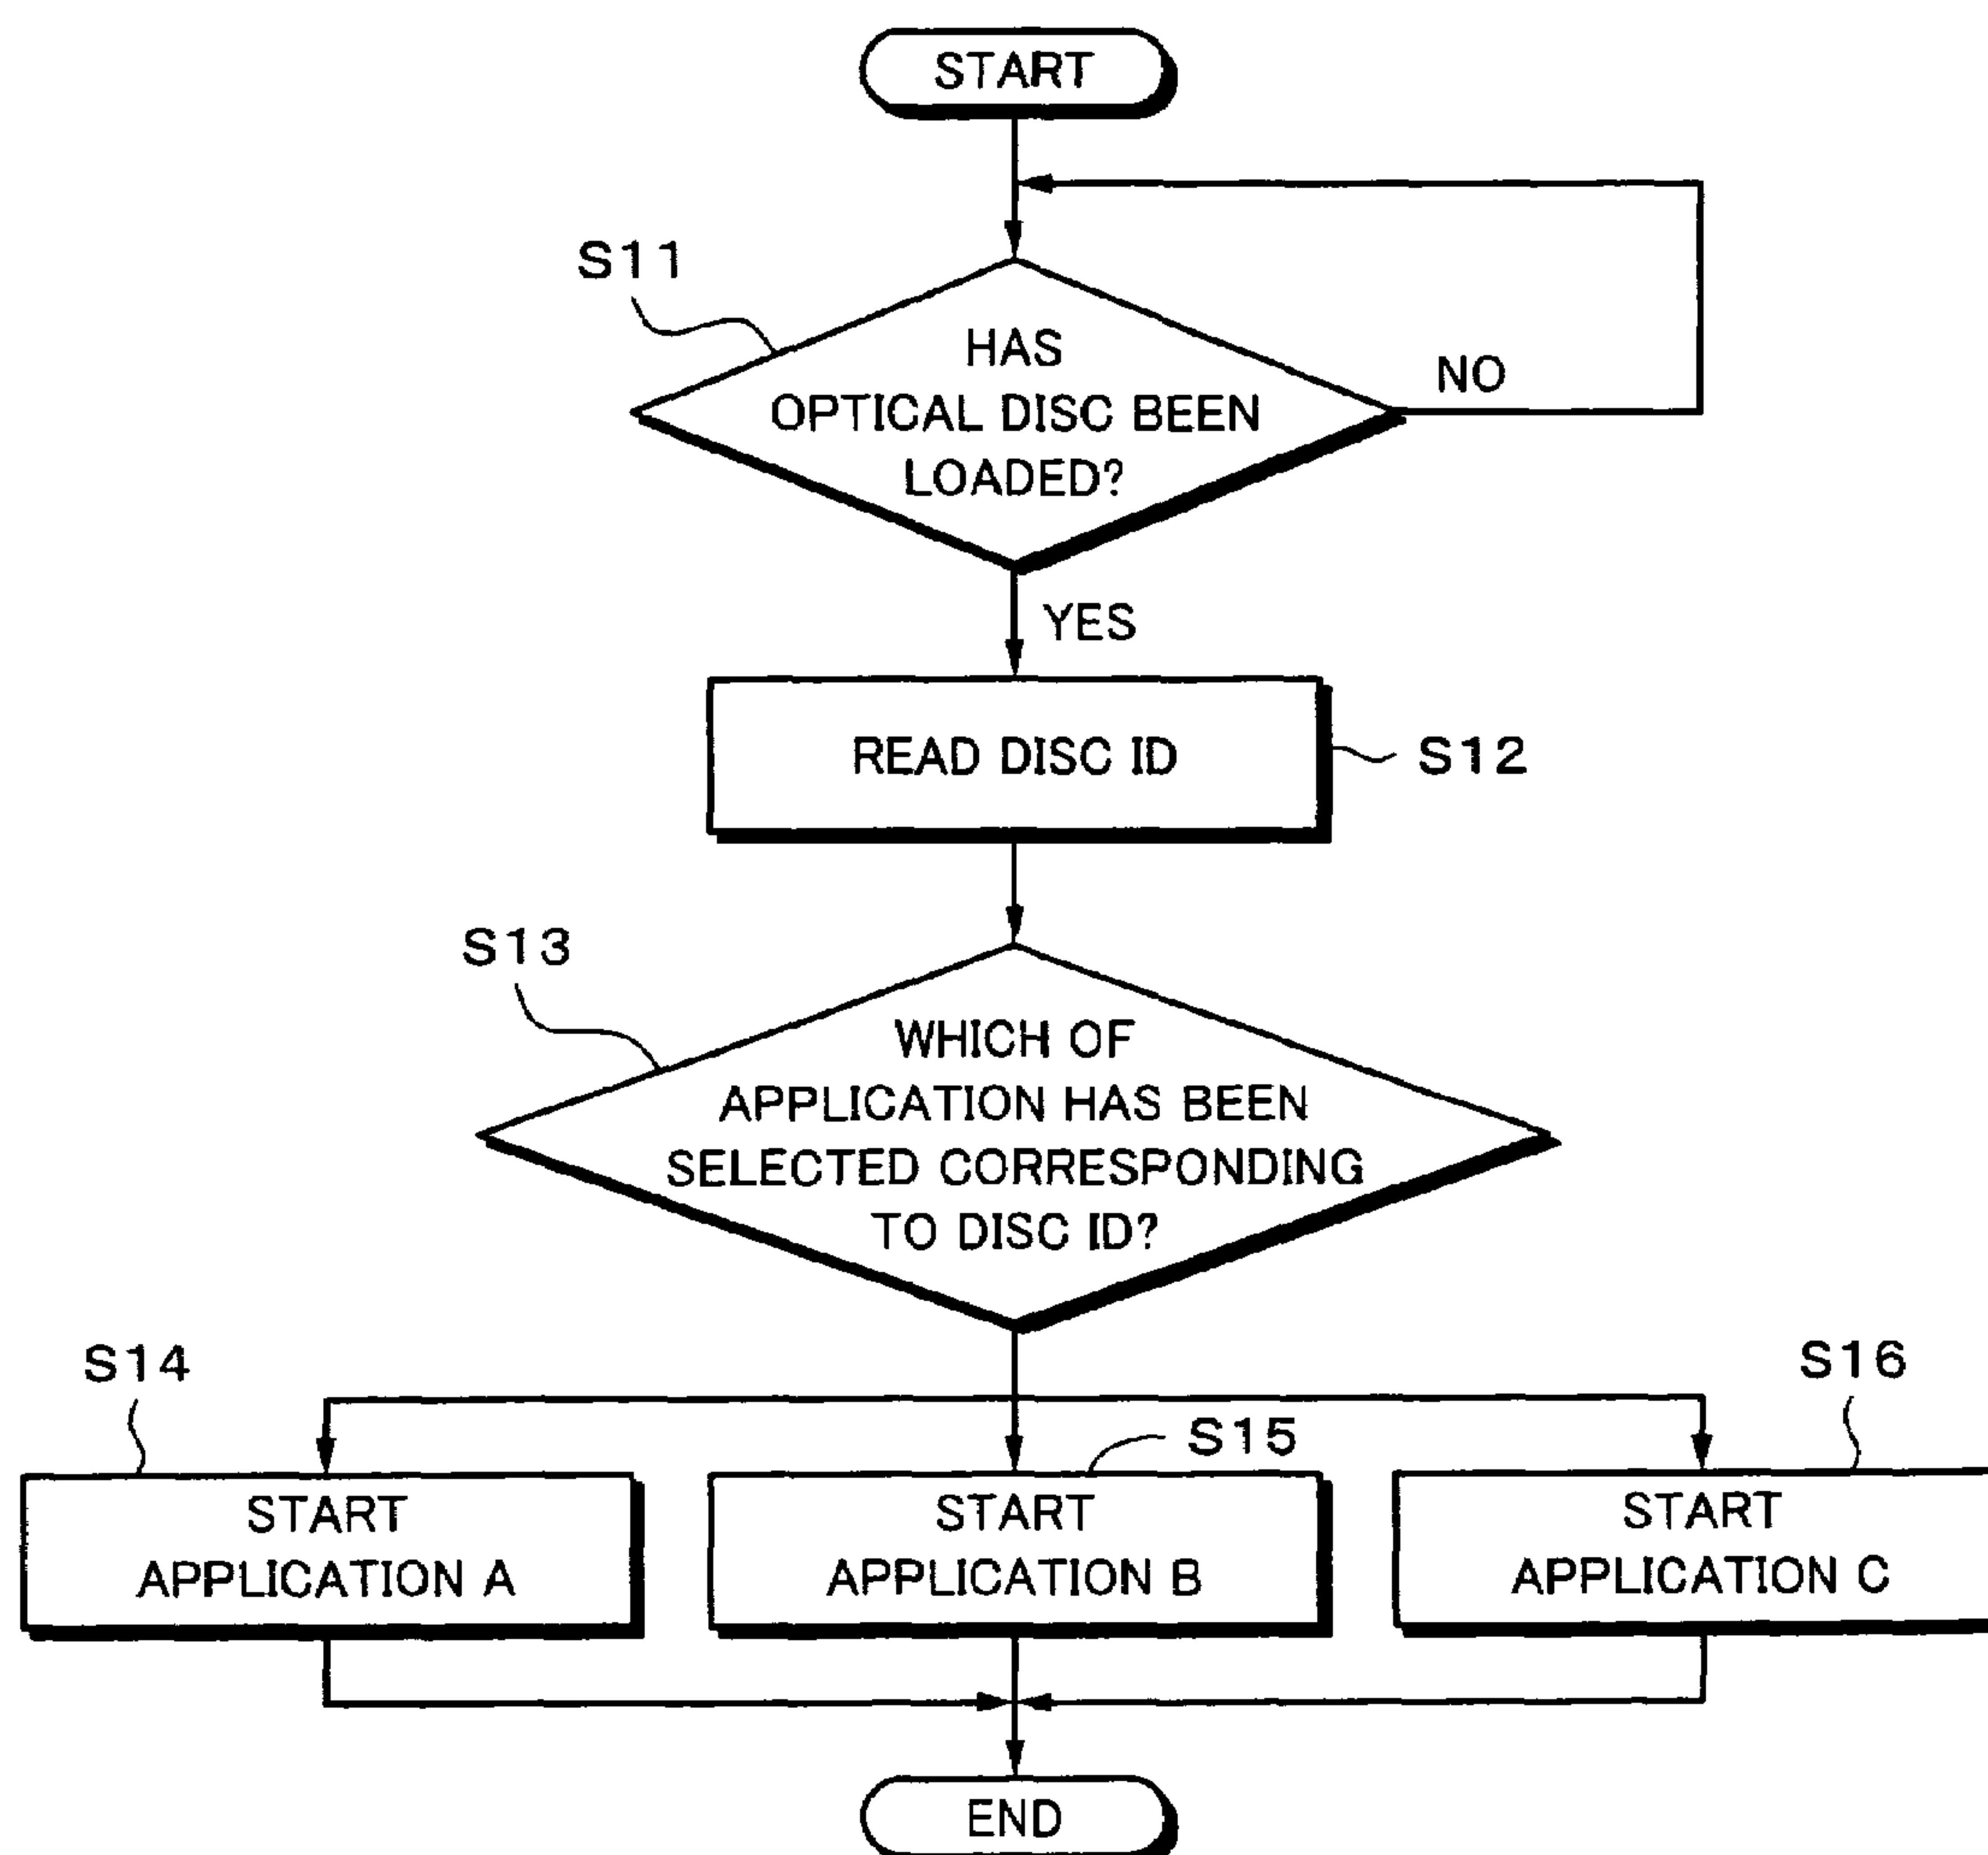 START
S11
HAS
OPTICAL DISC BEEN
LOADED?
NO
YES
READ DISC ID
S12
S13
WHICH OF
APPLICATION HAS BEEN
SELECTED CORRESPONDING
TO DISC ID?
S14
S15
S16
START
APPLICATION A
START
APPLICATION B
START
APPLICATION C
END